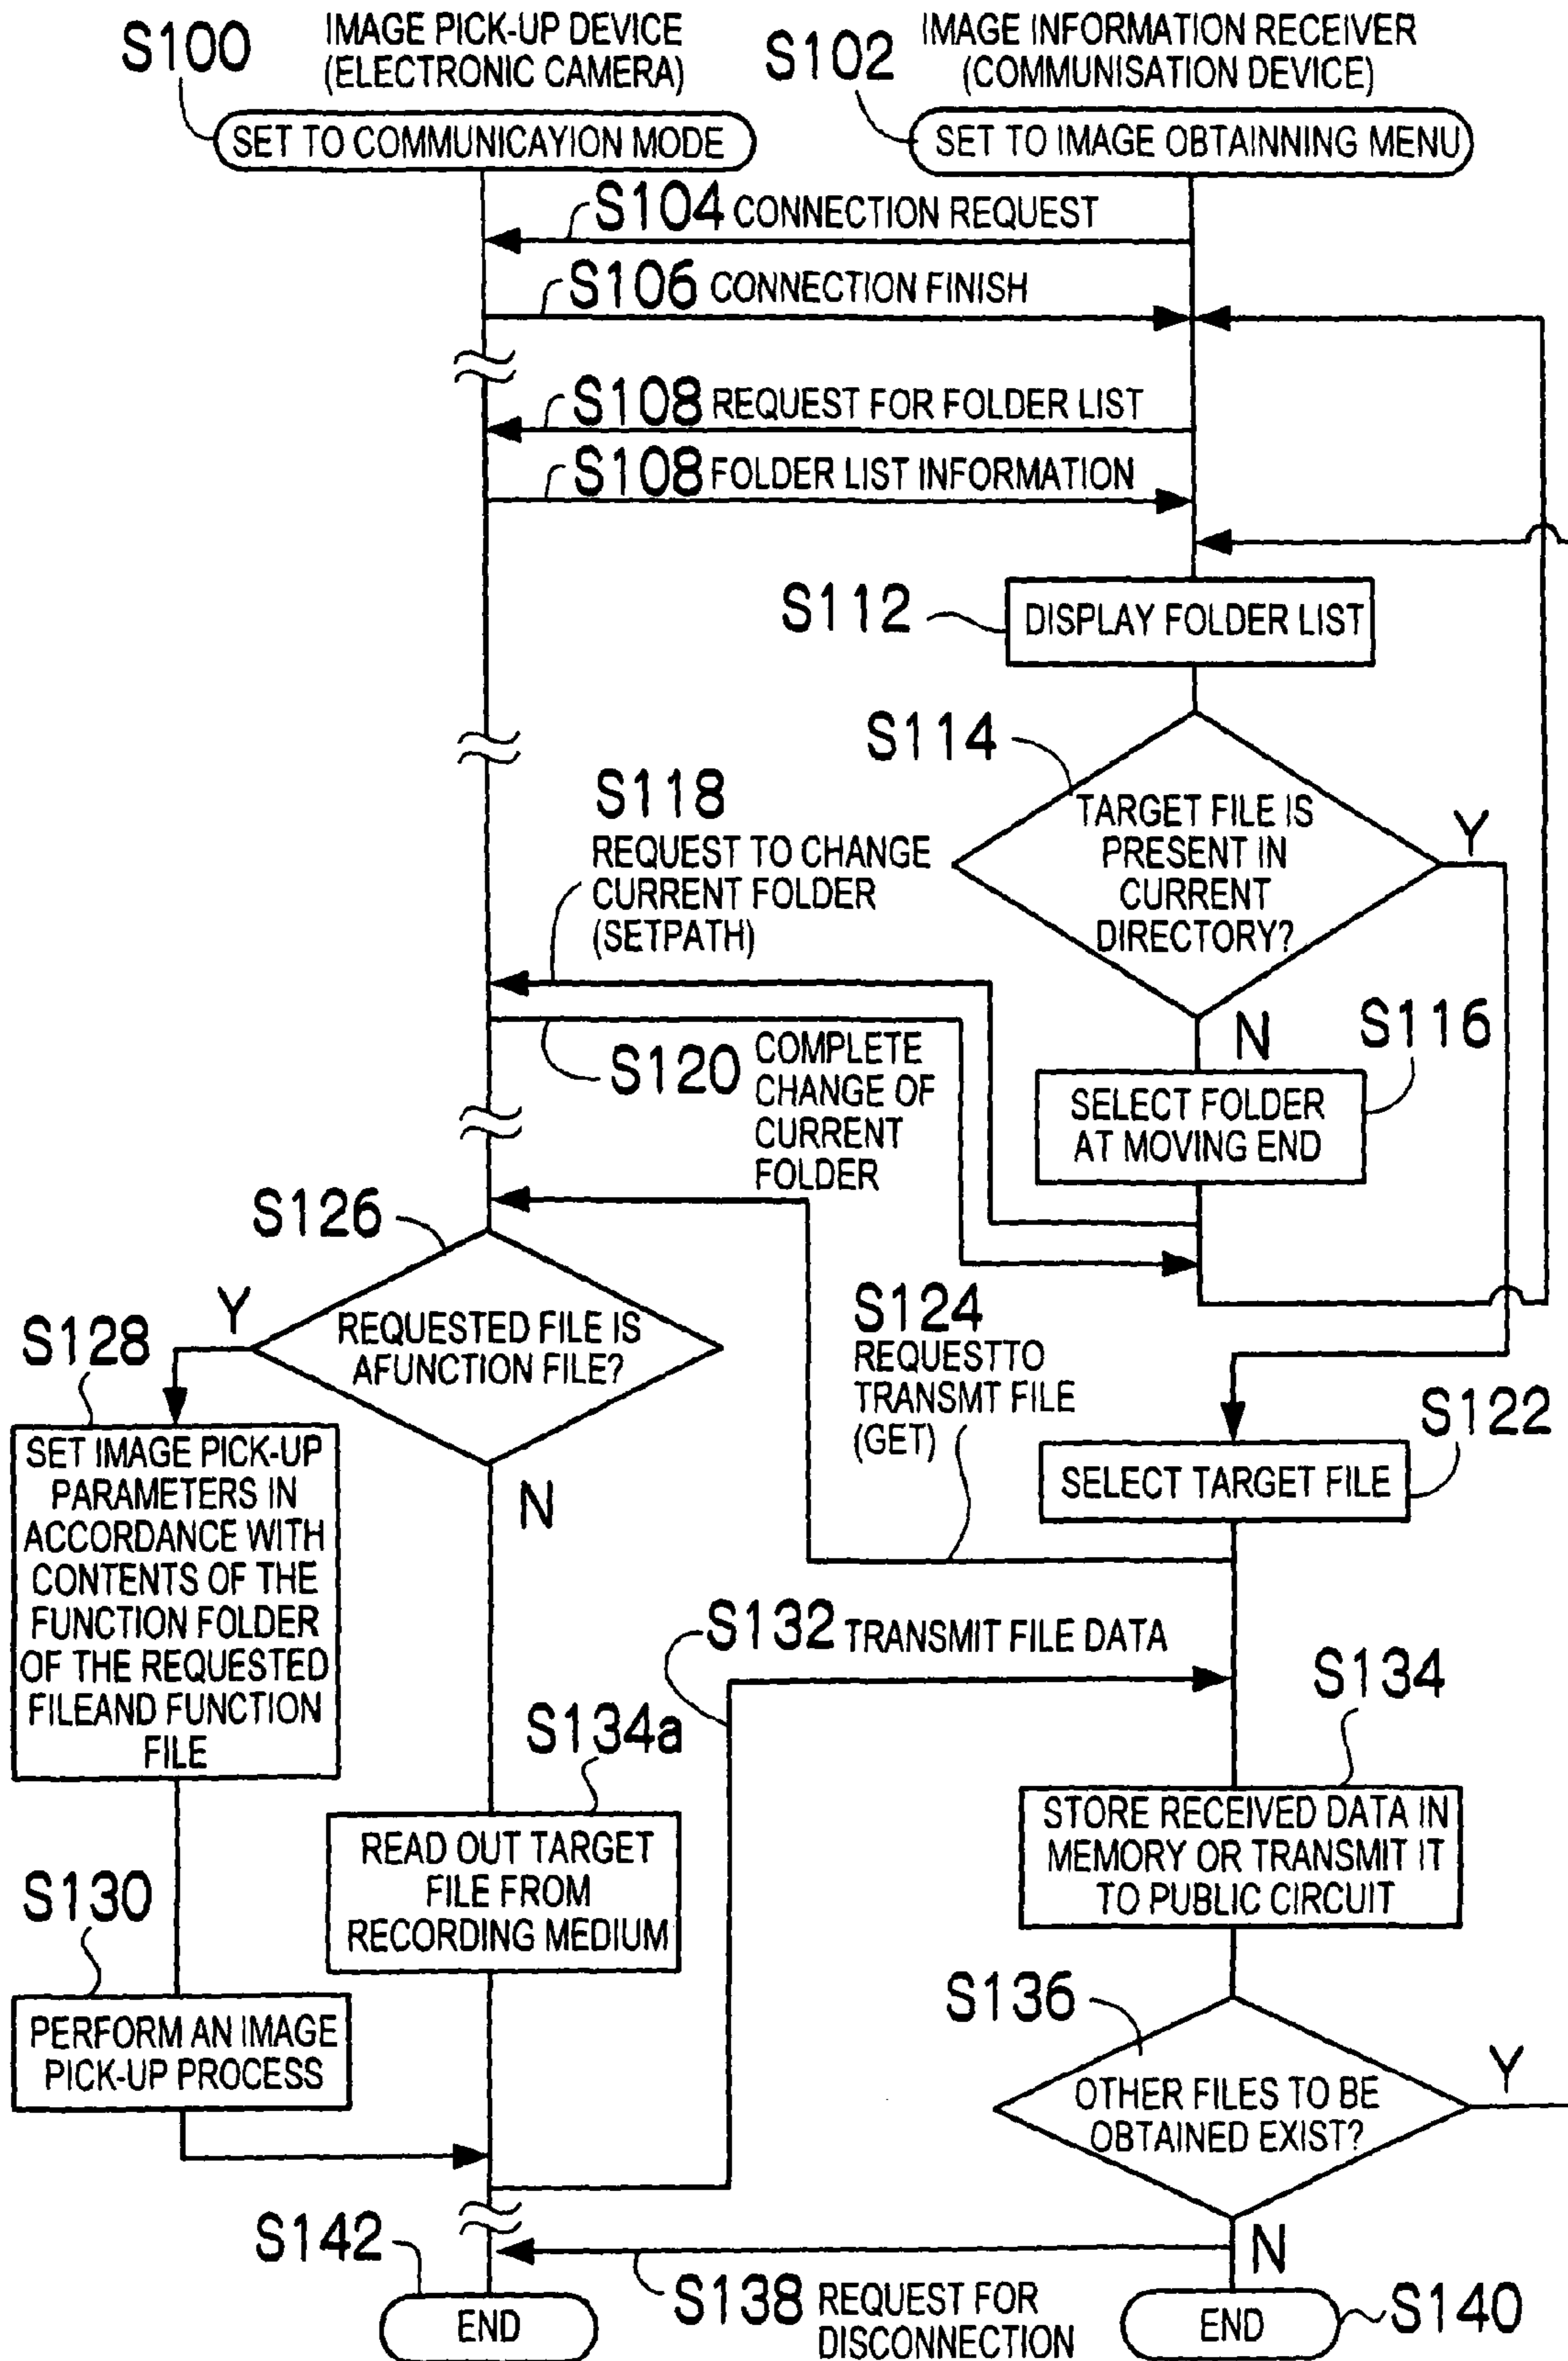 S100
IMAGE PICK-UP DEVICE
(ELECTRONIC CAMERA)
S102
IMAGE INFORMATION RECEIVER
(COMMUNISATION DEVICE)
SET TO COMMUNICAYION MODE
SET TO IMAGE OBTAINNING MENU
S104 CONNECTION REQUEST
S106 CONNECTION FINISH
S108 REQUEST FOR FOLDER LIST
S108 FOLDER LIST INFORMATION
S112
DISPLAY FOLDER LIST
S114
TARGET FILE IS
PRESENT IN
CURRENT
DIRECTORY?
Y
N
S118
REQUEST TO CHANGE
CURRENT FOLDER
(SETPATH)
S116
SELECT FOLDER
AT MOVING END
S120
COMPLETE
CHANGE OF
CURRENT
FOLDER
S126
REQUESTED FILE IS
AFUNCTION FILE?
Y
N
S124
REQUESTTO
TRANSMT FILE
(GET)
S122
SELECT TARGET FILE
S128
SET IMAGE PICK-UP
PARAMETERS IN
ACCORDANCE WITH
CONTENTS OF THE
FUNCTION FOLDER
OF THE REQUESTED
FILEAND FUNCTION
FILE
S132 TRANSMIT FILE DATA
S134a
READ OUT TARGET
FILE FROM
RECORDING MEDIUM
S134
STORE RECEIVED DATA IN
MEMORY OR TRANSMIT IT
TO PUBLIC CIRCUIT
S130
PERFORM AN IMAGE
PICK-UP PROCESS
S136
OTHER FILES TO BE
OBTAINED EXIST?
Y
N
S142
END
S138 REQUEST FOR
DISCONNECTION
END
S140